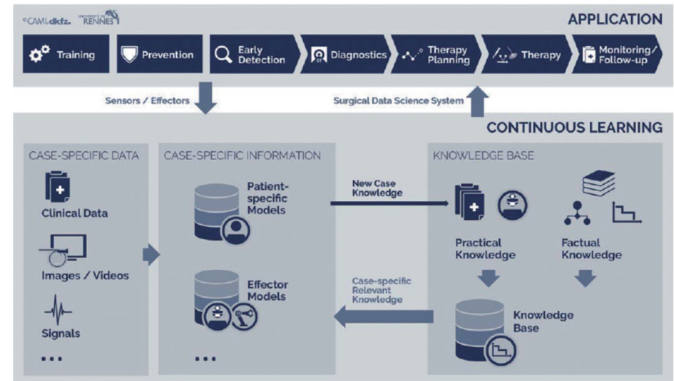 ©CAMI.dkfz.
UNIVERSITÉ DE
RENNES
APPLICATION
Training
Prevention
Early
Detection
Diagnostics
Therapy
Planning
Therapy
Monitoring/
Follow-up
Sensors / Effectors
Surgical Data Science System
CONTINUOUS LEARNING
CASE-SPECIFIC DATA
Clinical Data
Images / Videos
Signals
...
CASE-SPECIFIC INFORMATION
Patient-
specific
Models
Effector
Models
...
New Case
Knowledge
Case-specific
Relevant
Knowledge
KNOWLEDGE BASE
Practical
Knowledge
Factual
Knowledge
Knowledge
Base